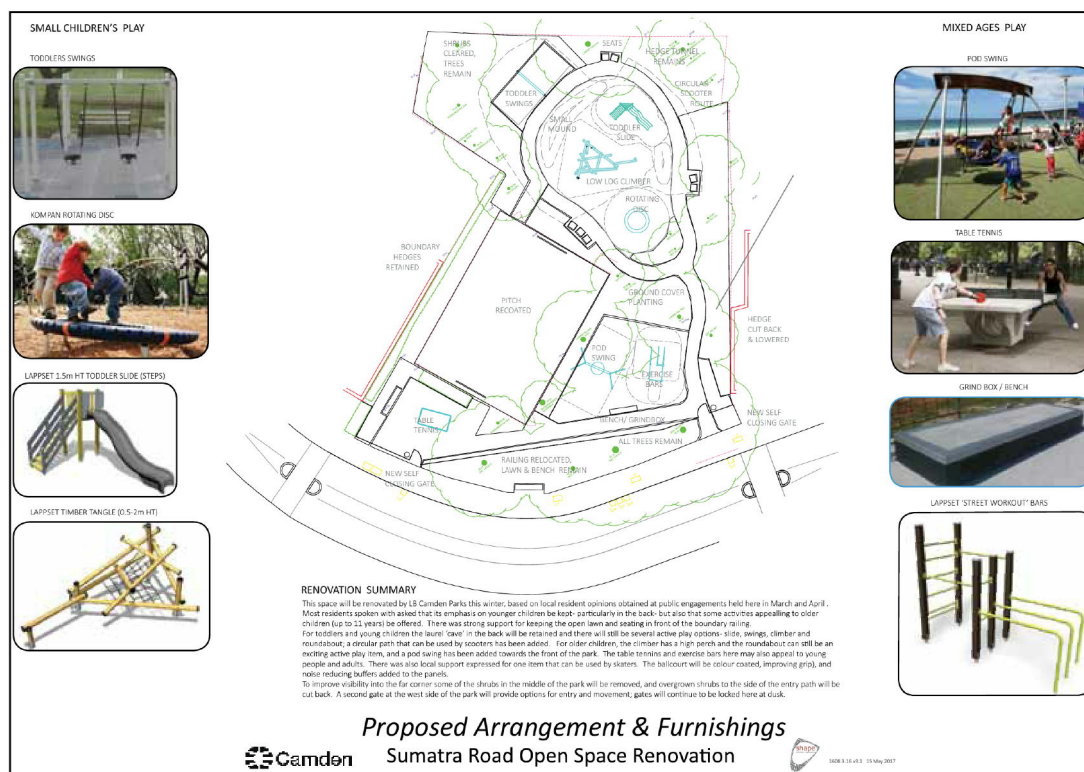 SMALL CHILDREN'S PLAY
TODDLERS SWINGS
KOMPAN ROTATING DISC
LAPPSET 1.5m HT TODDLER SLIDE (STEPS)
LAPPSET TIMBER TANGLE (0.5-2m HT)
SHRUBS
CLEARED,
TREES
REMAIN
SEATS
HEDGE TUNNEL
REMAINS
CIRCULAR
SCOOTER
ROUTE
TODDLER
SWINGS
SMALL
MOUND
TODDLER
SLIDE
LOW LOG CLIMBER
ROTATING
DISC
BOUNDARY
HEDGES
RETAINED
PITCH
RECOATED
GROUND COVER
PLANTING
HEDGE
CUT BACK
& LOWERED
POD
SWING
EXERCISE
BARS
TABLE
TENNIS
BENCH/ GRINDBOX
NEW SELF
CLOSING GATE
ALL TREES REMAIN
RAILING RELOCATED,
LAWN & BENCH REMAIN
NEW SELF
CLOSING GATE
MIXED AGES PLAY
POD SWING
TABLE TENNIS
GRIND BOX / BENCH
LAPPSET 'STREET WORKOUT' BARS
RENOVATION SUMMARY
This space will be renovated by LB Camden Parks this winter, based on local resident opinions obtained at public engagements held here in March and April .
Most residents spoken with asked that its emphasis on younger children be kept- particularly in the back- but also that some activities appealling to older
children (up to 11 years) be offered. There was strong support for keeping the open lawn and seating in front of the boundary railing.
For toddlers and young children the laurel 'cave' in the back will be retained and there will still be several active play options- slide, swings, climber and
roundabout; a circular path that can be used by scooters has been added. For older children, the climber has a high perch and the roundabout can still be an
exciting active play item, and a pod swing has been added towards the front of the park. The table tennins and exercise bars here may also appeal to young
people and adults. There was also local support expressed for one item that can be used by skaters. The ballcourt will be colour coated, improving grip), and
noise reducing buffers added to the panels.
To improve visibility into the far corner some of the shrubs in the middle of the park will be removed, and overgrown shrubs to the side of the entry path will be
cut back. A second gate at the west side of the park will provide options for entry and movement; gates will continue to be locked here at dusk.
Proposed Arrangement & Furnishings
Sumatra Road Open Space Renovation
Camden
shape
15 May 2017